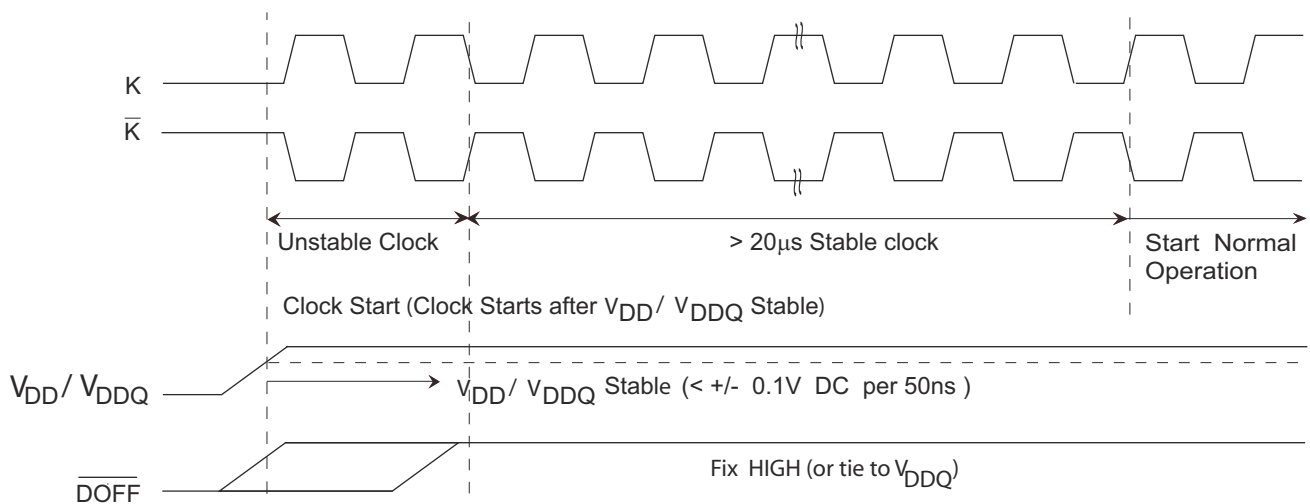 K
K̅
Unstable Clock
> 20μs Stable clock
Start Normal
Operation
Clock Start (Clock Starts after VDD/ VDDQ Stable)
VDD/ VDDQ
VDD/ VDDQ Stable (< +/- 0.1V DC per 50ns )
D̅O̅F̅F̅
Fix HIGH (or tie to VDDQ)